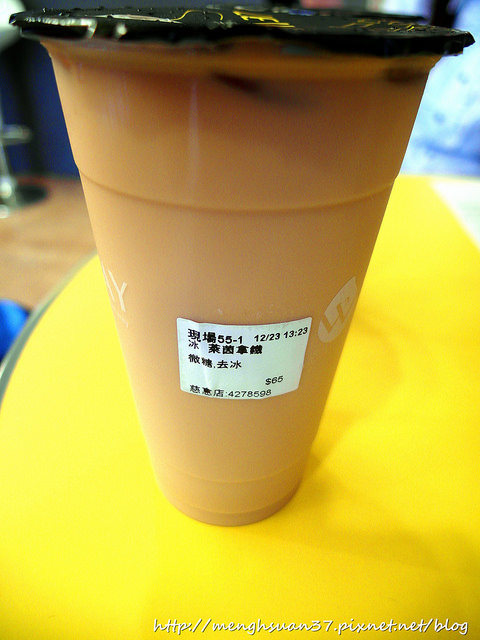 現場55-1 12/23 13:23
冰 萊茵拿鐵
微糖,去冰
$65
慈惠店:4278598
http://menghsuan37.pixnet.net/blog